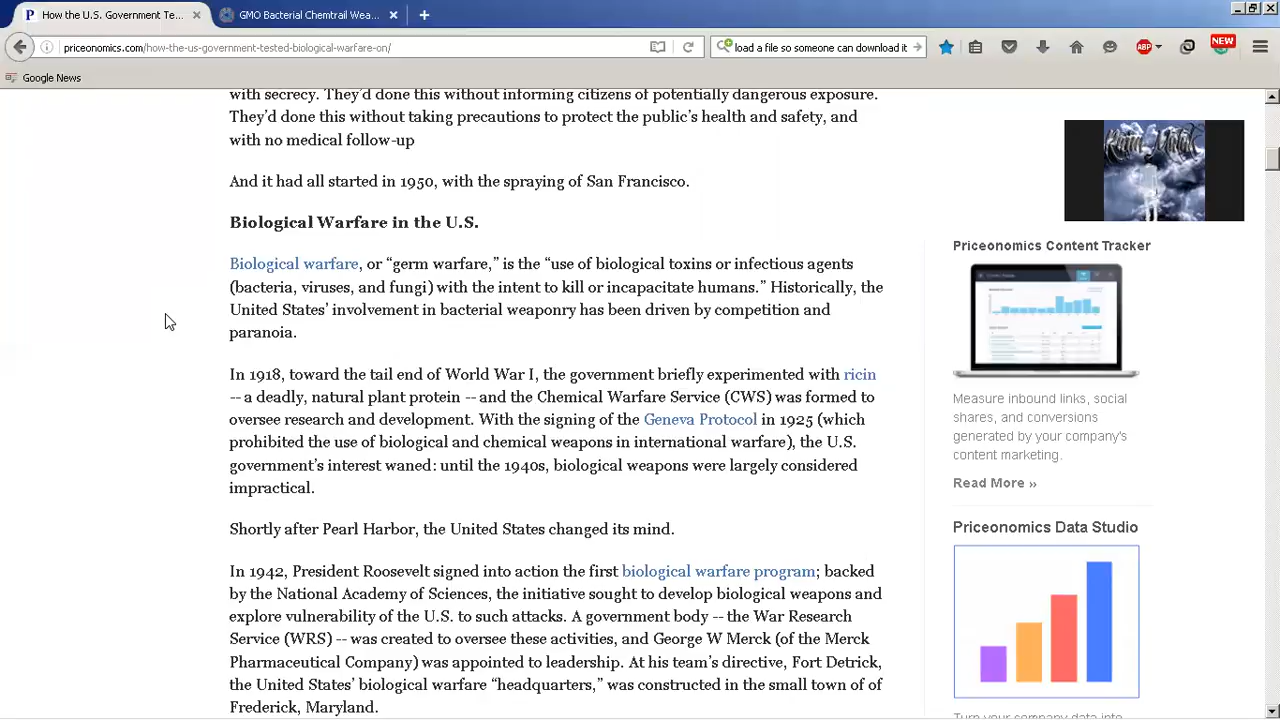 How the U.S. Government Te...
GMO Bacterial Chemtrail Wea...
priceonomics.com/how-the-us-government-tested-biological-warfare-on/
load a file so someone can download it
ABP
NEW
Google News
with secrecy. They'd done this without informing citizens of potentially dangerous exposure.
They'd done this without taking precautions to protect the public's health and safety, and
with no medical follow-up
And it had all started in 1950, with the spraying of San Francisco.
Biological Warfare in the U.S.
Biological warfare, or “germ warfare,” is the “use of biological toxins or infectious agents
(bacteria, viruses, and fungi) with the intent to kill or incapacitate humans.” Historically, the
United States’ involvement in bacterial weaponry has been driven by competition and
paranoia.
In 1918, toward the tail end of World War I, the government briefly experimented with ricin
-- a deadly, natural plant protein -- and the Chemical Warfare Service (CWS) was formed to
oversee research and development. With the signing of the Geneva Protocol in 1925 (which
prohibited the use of biological and chemical weapons in international warfare), the U.S.
government’s interest waned: until the 1940s, biological weapons were largely considered
impractical.
Shortly after Pearl Harbor, the United States changed its mind.
In 1942, President Roosevelt signed into action the first biological warfare program; backed
by the National Academy of Sciences, the initiative sought to develop biological weapons and
explore vulnerability of the U.S. to such attacks. A government body -- the War Research
Service (WRS) -- was created to oversee these activities, and George W Merck (of the Merck
Pharmaceutical Company) was appointed to leadership. At his team’s directive, Fort Detrick,
the United States’ biological warfare “headquarters,” was constructed in the small town of of
Frederick, Maryland.
Priceonomics Content Tracker
Measure inbound links, social
shares, and conversions
generated by your company's
content marketing.
Read More »
Priceonomics Data Studio
Turn your company data into